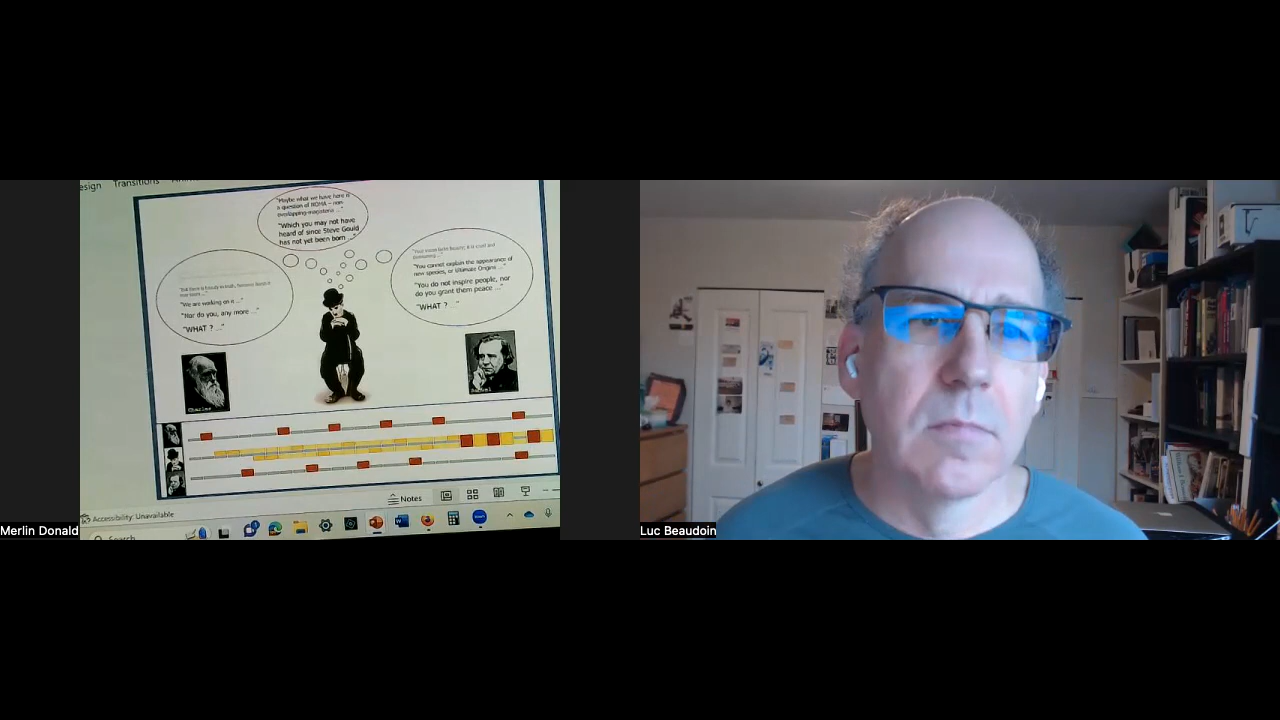 esign Transitions
"Maybe what we have here is
a question of NOMA – non-
overlapping-magisteria ..."
"Which you may not have
heard of since Steve Gould
has not yet been born ..."
"We are working on it ..."
"Nor do you, any more ..."
"WHAT ? ..."
"You cannot explain the appearance of
new species, or Ultimate Origins ..."
"You do not inspire people, nor
do you grant them peace ..."
"WHAT ? ..."
Charles
Notes
Accessibility: Unavailable
Search
Merlin Donald
Luc Beaudoin